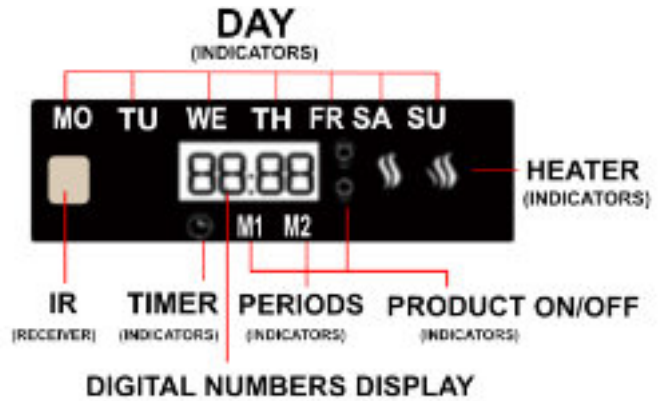 DAY
(INDICATORS)
MO TU WE TH FR SA SU
88:88
HEATER
(INDICATORS)
M1 M2
IR TIMER PERIODS PRODUCT ON/OFF
(RECEIVER) (INDICATORS) (INDICATORS) (INDICATORS)
DIGITAL NUMBERS DISPLAY